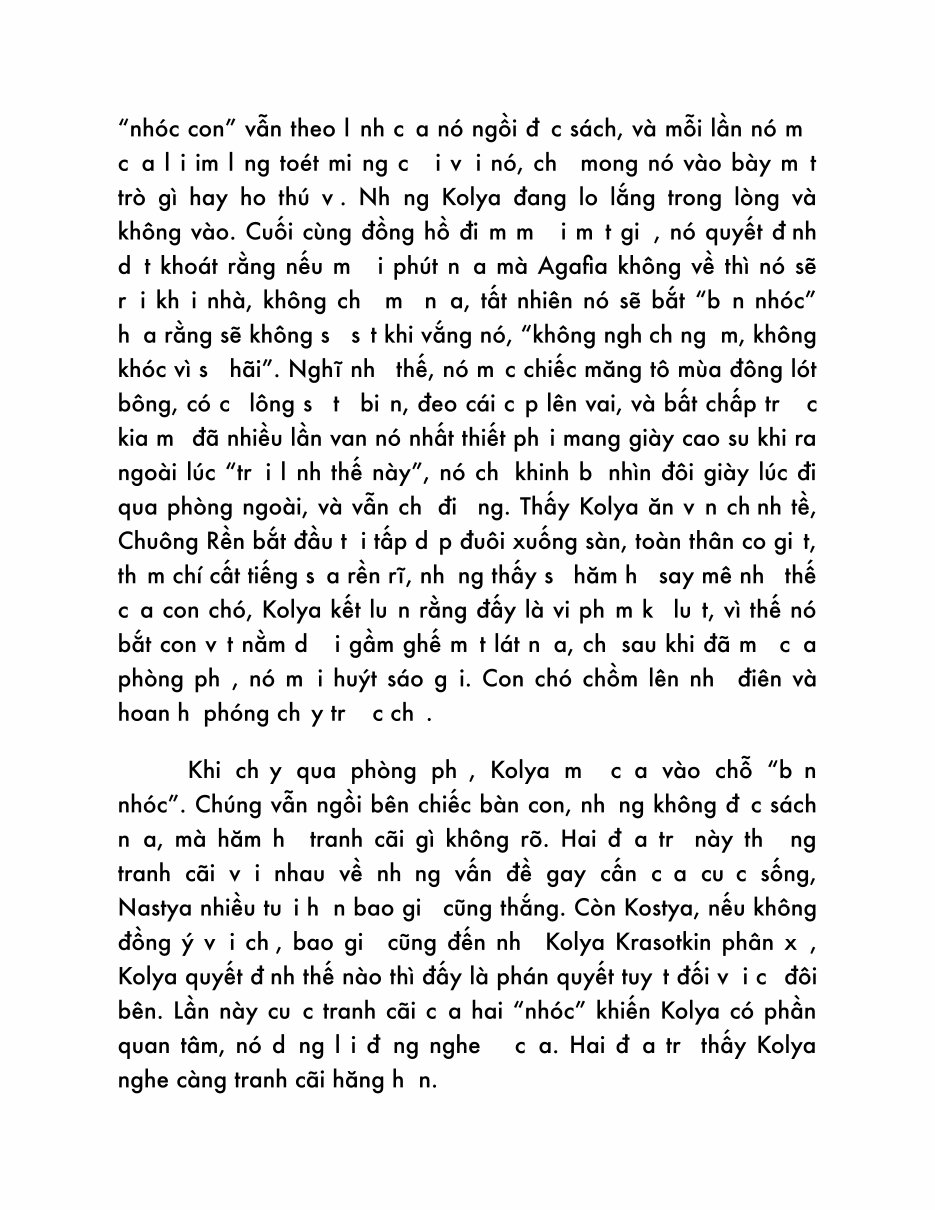 “nhóc con” vẫn theo l nh c a nó ngồi đ c sách, và mỗi lần nó m
c a l i im l ng toét mi ng c i v i nó, ch mong nó vào bày m t
trò gì hay ho thú v . Nh ng Kolya đang lo lắng trong lòng và
không vào. Cuối cùng đồng hồ đi m m i m t gi , nó quyết đ nh
d t khoát rằng nếu m i phút n a mà Agafia không về thì nó sẽ
r i kh i nhà, không ch m n a, tất nhiên nó sẽ bắt “b n nhóc”
h a rằng sẽ không s s t khi vắng nó, “không ngh ch ng m, không
khóc vì s hãi”. Nghĩ nh thế, nó m c chiếc măng tô mùa đông lót
bông, có c lông s t bi n, đeo cái c p lên vai, và bất chấp tr c
kia m đã nhiều lần van nó nhất thiết ph i mang giày cao su khi ra
ngoài lúc “tr i l nh thế này”, nó ch khinh b nhìn đôi giày lúc đi
qua phòng ngoài, và vẫn ch đi ng. Thấy Kolya ăn v n ch nh tề,
Chuông Rền bắt đầu t i tấp d p đuôi xuống sàn, toàn thân co gi t,
th m chí cất tiếng s a rền rĩ, nh ng thấy s hăm h say mê nh thế
c a con chó, Kolya kết lu n rằng đấy là vi ph m k lu t, vì thế nó
bắt con v t nằm d i gầm ghế m t lát n a, ch sau khi đã m c a
phòng ph , nó m i huýt sáo g i. Con chó chồm lên nh điên và
hoan h phóng ch y tr c ch .
Khi ch y qua phòng ph , Kolya m c a vào chỗ “b n
nhóc”. Chúng vẫn ngồi bên chiếc bàn con, nh ng không đ c sách
n a, mà hăm h tranh cãi gì không rõ. Hai đ a tr này th ng
tranh cãi v i nhau về nh ng vấn đề gay cấn c a cu c sống,
Nastya nhiều tu i h n bao gi cũng thắng. Còn Kostya, nếu không
đồng ý v i ch , bao gi cũng đến nh Kolya Krasotkin phân x ,
Kolya quyết đ nh thế nào thì đấy là phán quyết tuy t đối v i c đôi
bên. Lần này cu c tranh cãi c a hai “nhóc” khiến Kolya có phần
quan tâm, nó d ng l i đ ng nghe c a. Hai đ a tr thấy Kolya
nghe càng tranh cãi hăng h n.